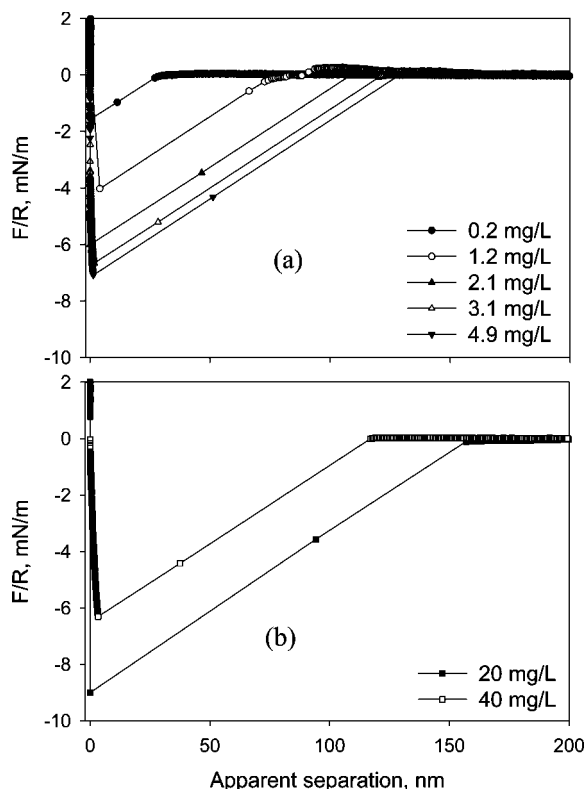 2
0
-2
-4
-6
-8
-10
F/R, mN/m
(a)
0.2 mg/L
1.2 mg/L
2.1 mg/L
3.1 mg/L
4.9 mg/L
2
0
-2
-4
-6
-8
-10
F/R, mN/m
(b)
20 mg/L
40 mg/L
0 50 100 150 200
Apparent separation, nm